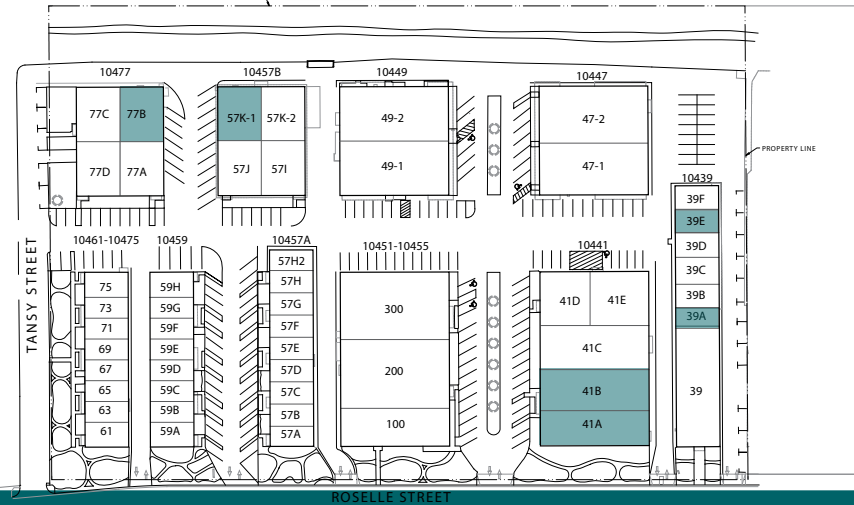 10477
10457B
10449
10447
77C
77B
77D
77A
57K-1
57K-2
57J
57I
49-2
49-1
47-2
47-1
PROPERTY LINE
10439
39F
39E
39D
39C
39B
39A
39
TANSY STREET
10461-10475
10459
10457A
10451-10455
10441
75
73
71
69
67
65
63
61
59H
59G
59F
59E
59D
59C
59B
59A
57H2
57H
57G
57F
57E
57D
57C
57B
57A
300
200
100
41D
41E
41C
41B
41A
ROSELLE STREET